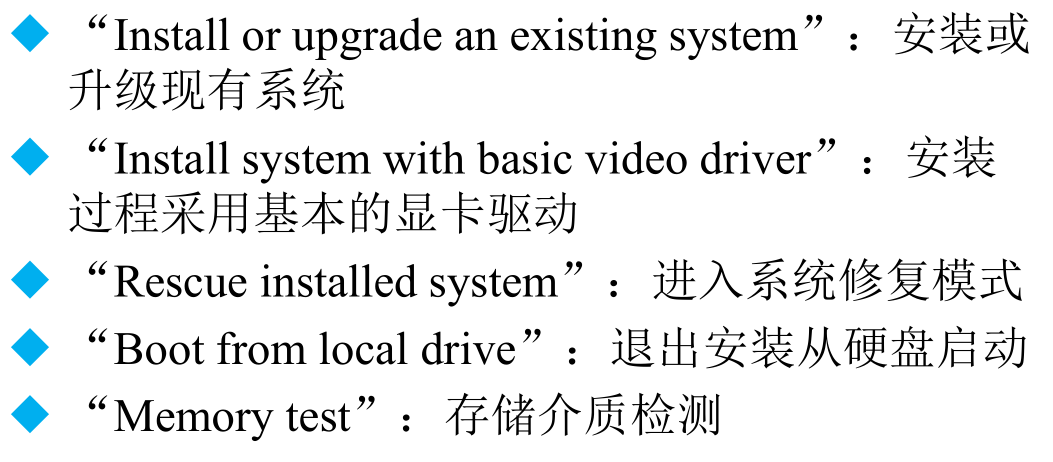 ◆ “Install or upgrade an existing system”：安装或
升级现有系统
◆ “Install system with basic video driver”：安装
过程采用基本的显卡驱动
◆ “Rescue installed system”：进入系统修复模式
◆ “Boot from local drive”：退出安装从硬盘启动
◆ “Memory test”：存储介质检测